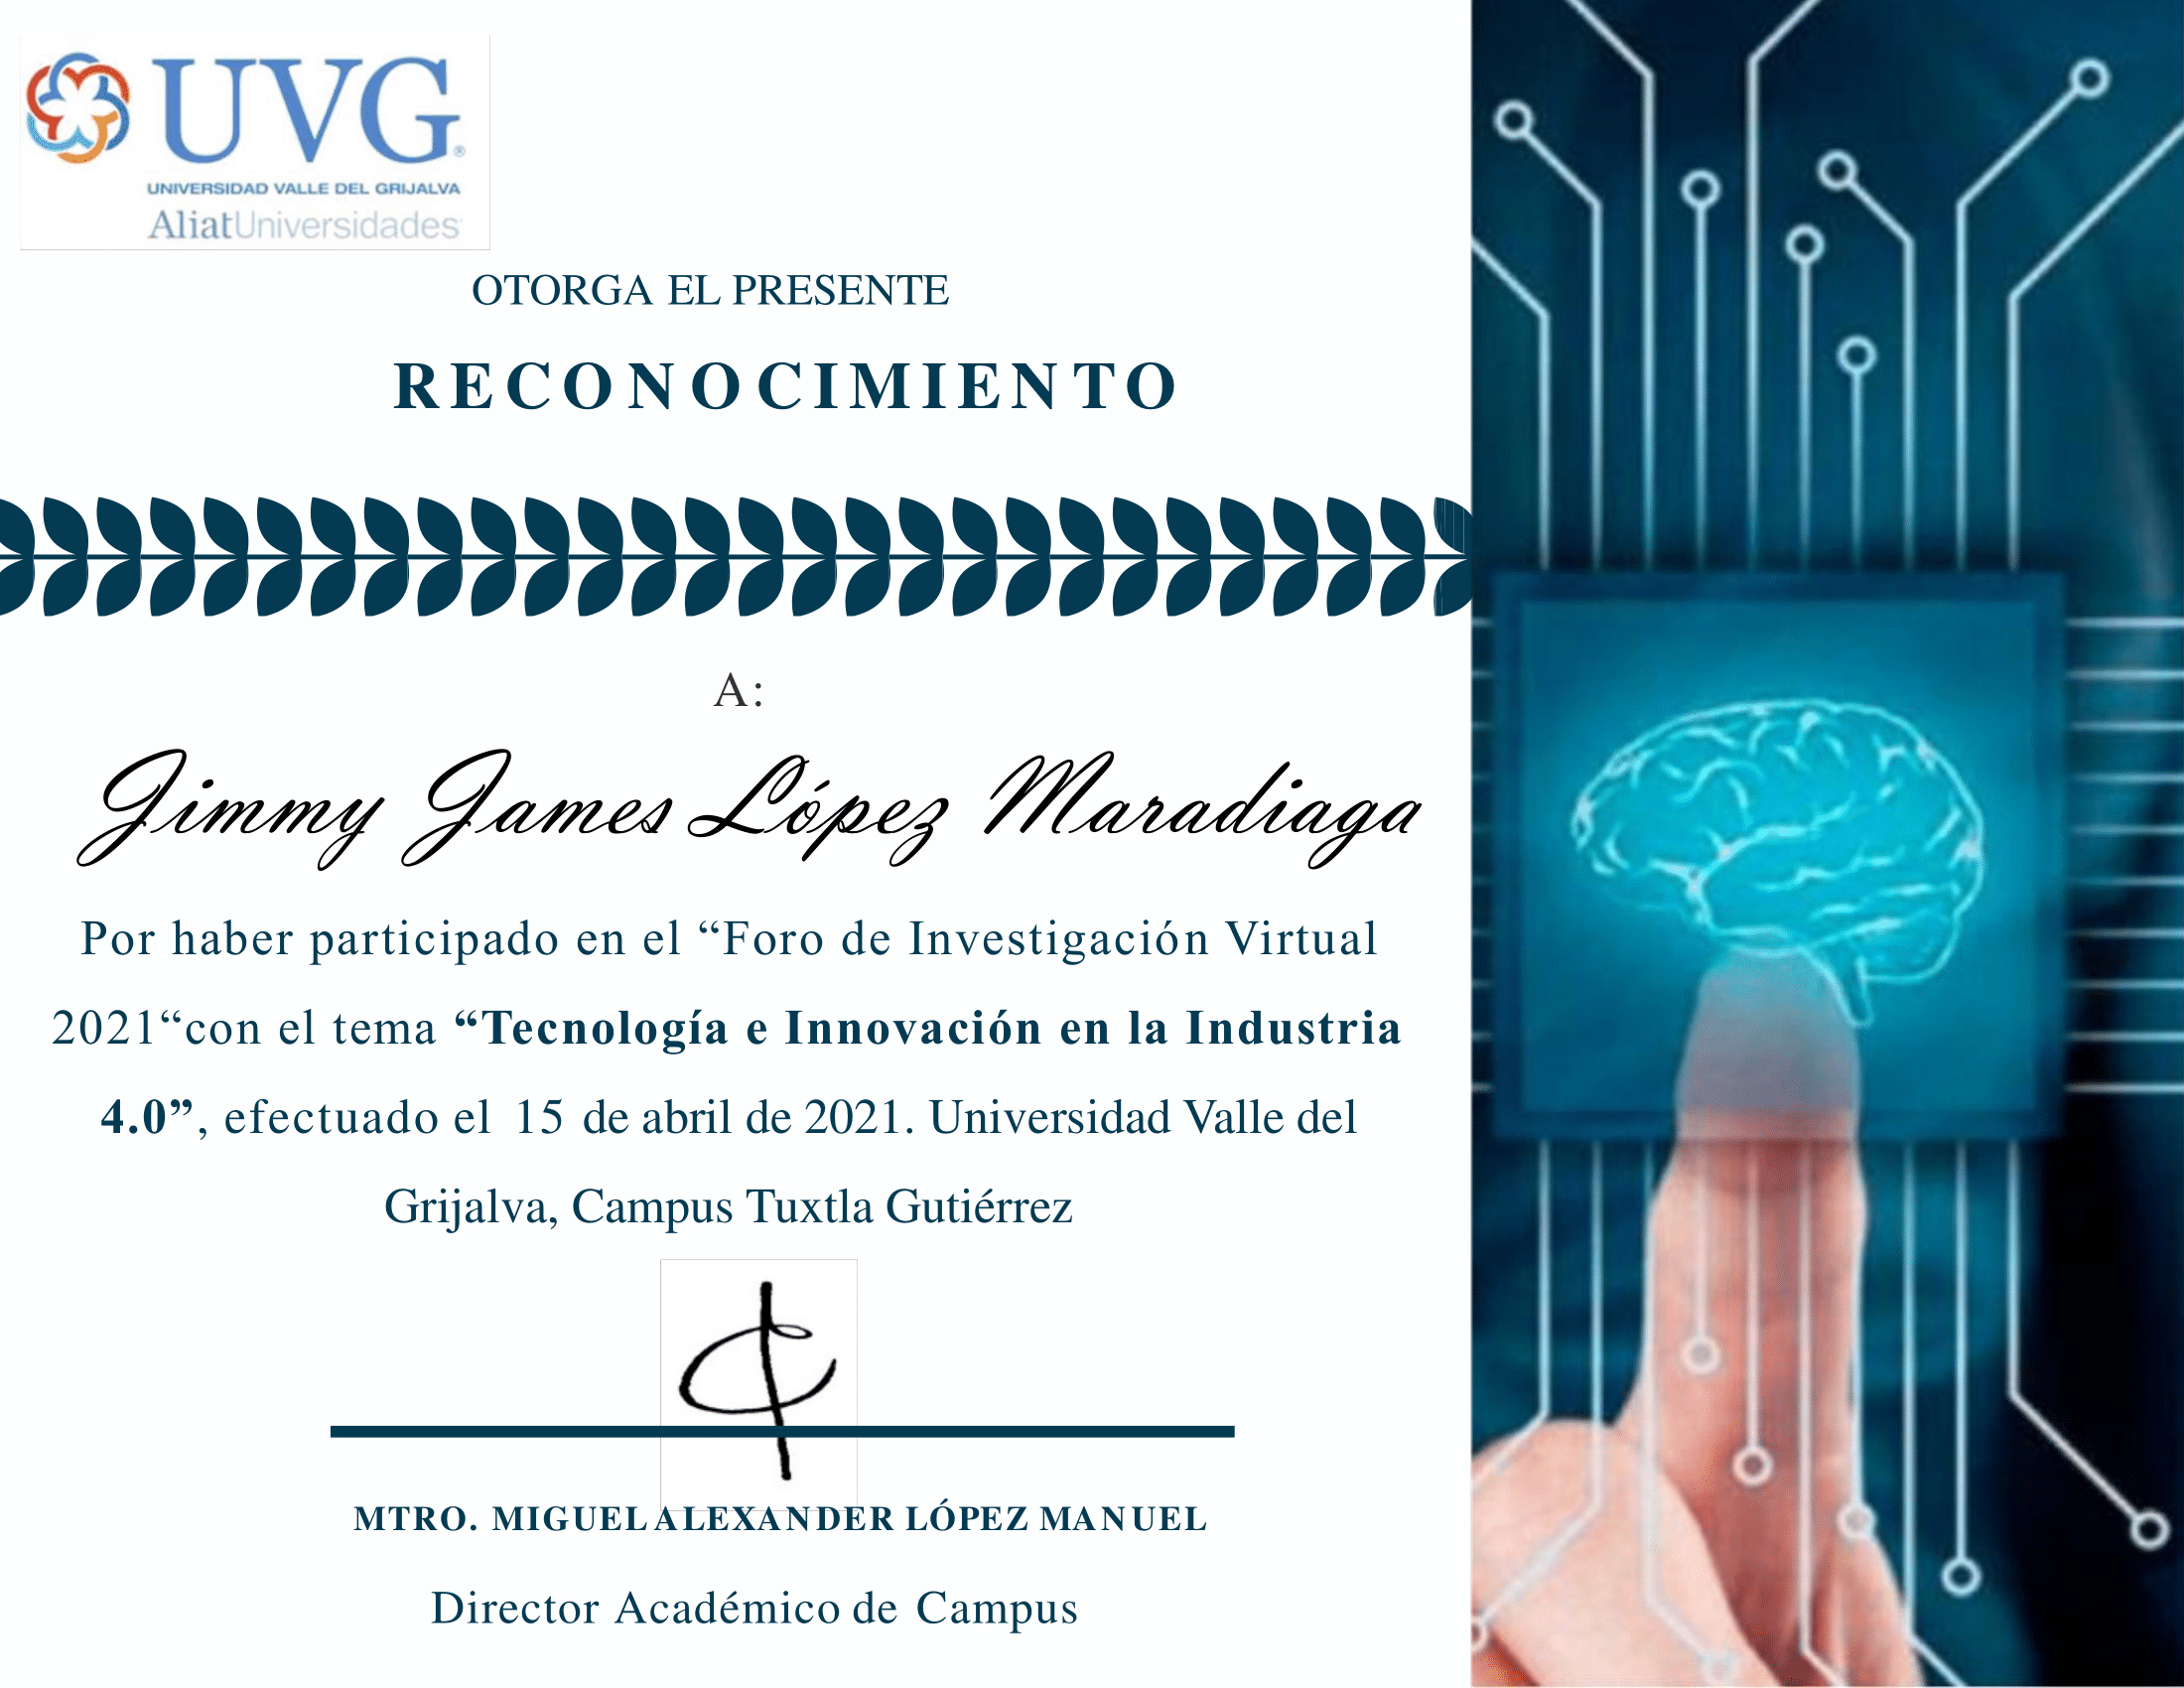 UVG®
UNIVERSIDAD VALLE DEL GRIJALVA
AliatUniversidades
OTORGA EL PRESENTE
RECONOCIMIENTO
A:
Jimmy James López Maradiaga
Por haber participado en el “Foro de Investigación Virtual
2021“con el tema “Tecnología e Innovación en la Industria
4.0”, efectuado el 15 de abril de 2021. Universidad Valle del
Grijalva, Campus Tuxtla Gutiérrez
MTRO. MIGUEL ALEXANDER LÓPEZ MANUEL
Director Académico de Campus